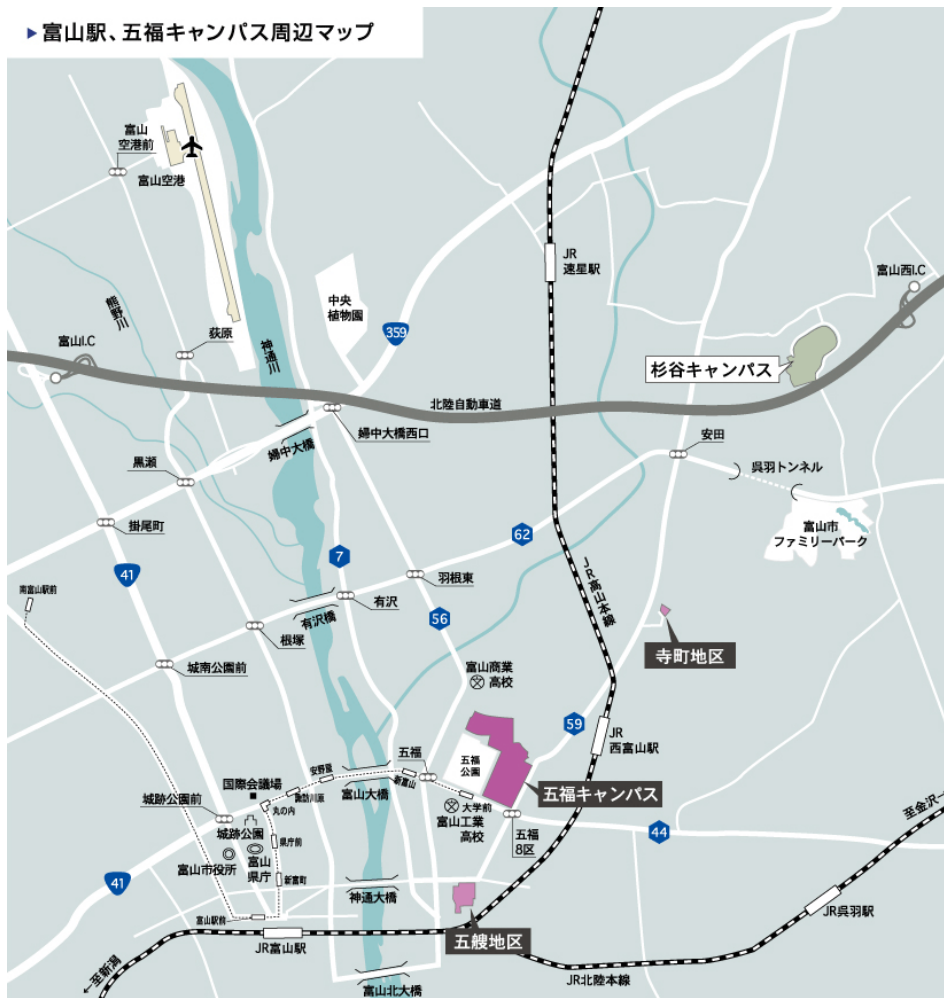 ▶富山駅、五福キャンパス周辺マップ
富山
空港前
富山空港
JR
速星駅
富山西I.C
熊野川
中央
植物園
359
富山I.C
荻原
神通川
杉谷キャンパス
北陸自動車道
婦中大橋西口
婦中大橋
安田
黒瀬
呉羽トンネル
掛尾町
62
富山市
ファミリーパーク
7
41
羽根東
JR高山本線
南富山駅前
有沢
有沢橋
56
根塚
寺町地区
城南公園前
富山商業
高校
59
JR
西富山駅
五福
五福
公園
安野屋
国際会議場
諏訪川原
新富山
富山大橋
五福キャンパス
城跡公園前
丸の内
大学前
富山工業
高校
城跡公園
県庁前
五福
8区
44
至金沢→
富山市役所
富山
県庁
新富町
41
神通大橋
JR呉羽駅
富山駅前
五艘地区
JR富山駅
←至新潟
JR北陸本線
富山北大橋